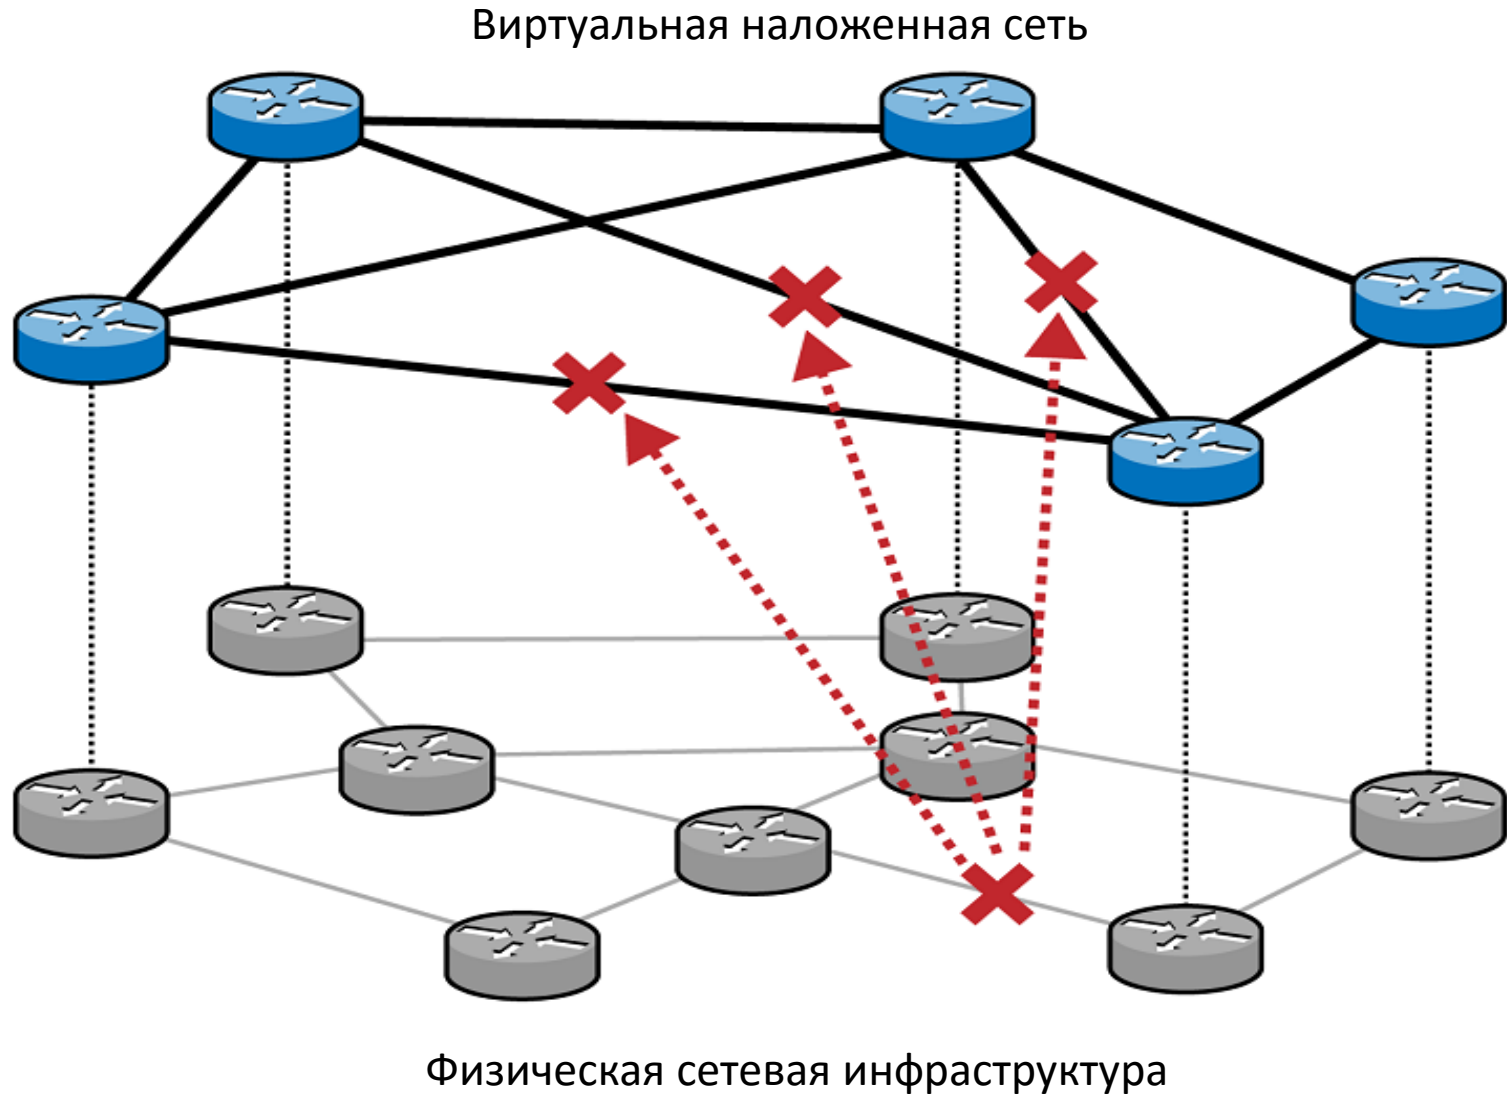 Виртуальная наложенная сеть
Физическая сетевая инфраструктура